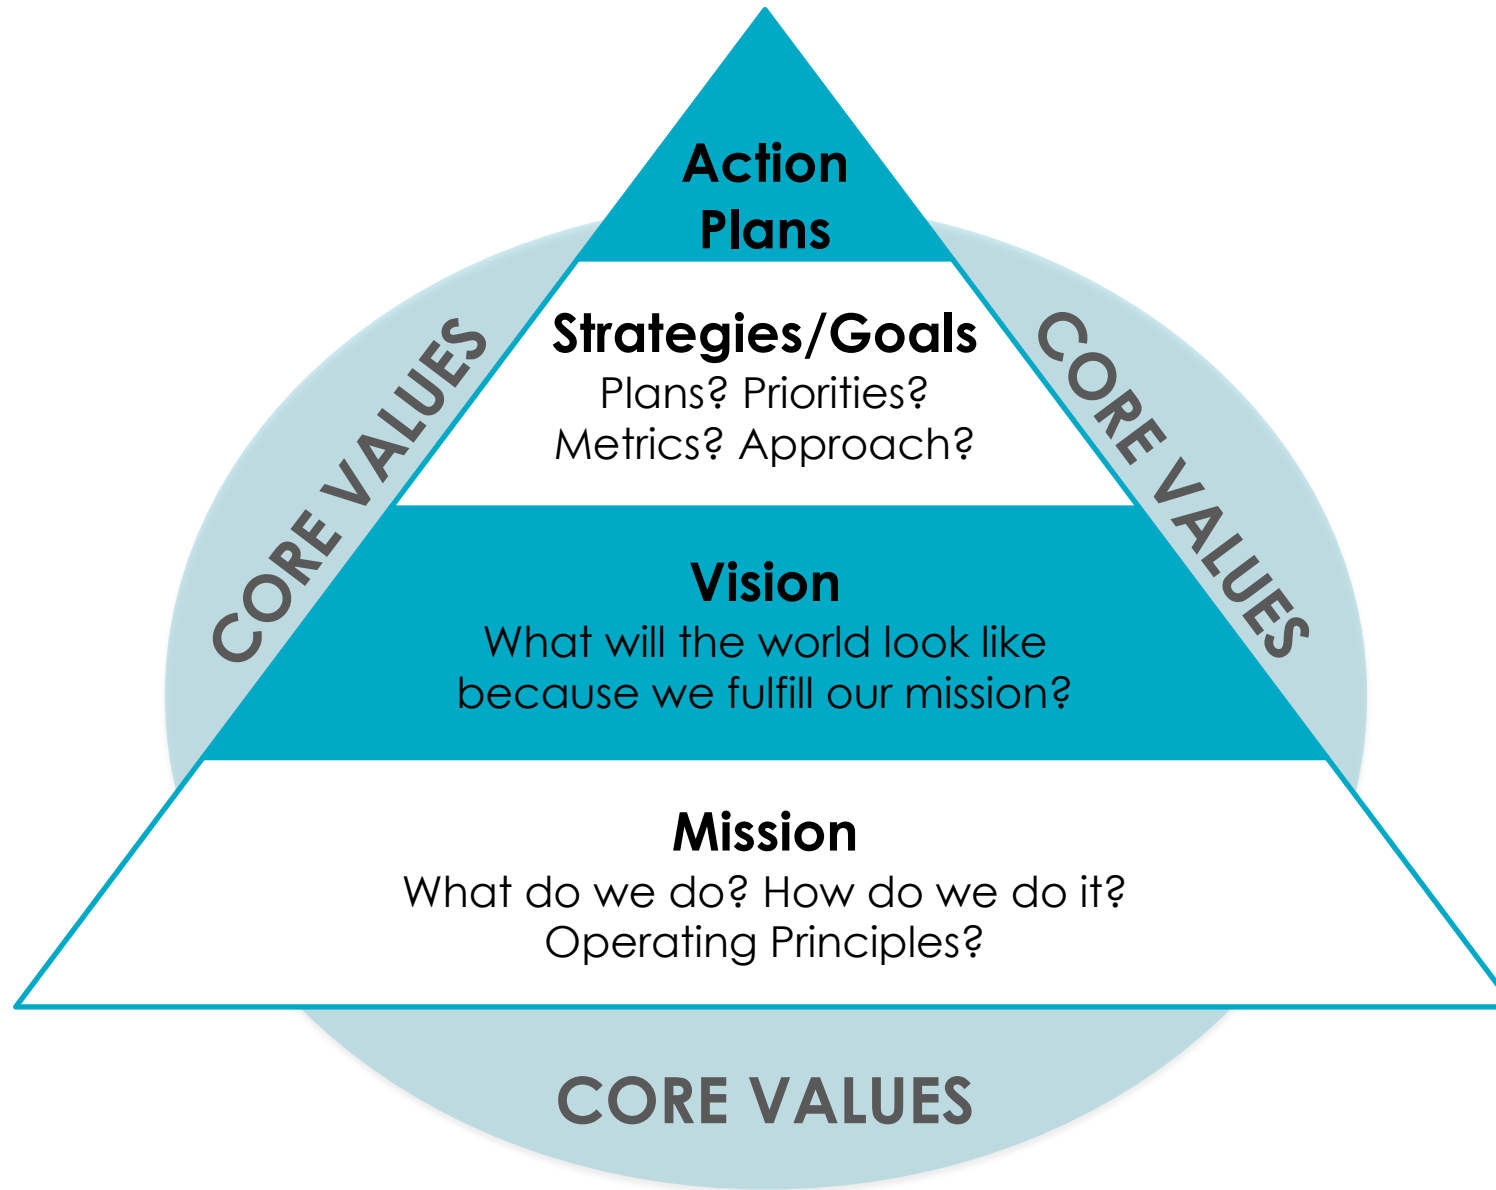 Action
Plans
Strategies/Goals
Plans? Priorities?
Metrics? Approach?
CORE VALUES
CORE VALUES
Vision
What will the world look like
because we fulfill our mission?
Mission
What do we do? How do we do it?
Operating Principles?
CORE VALUES